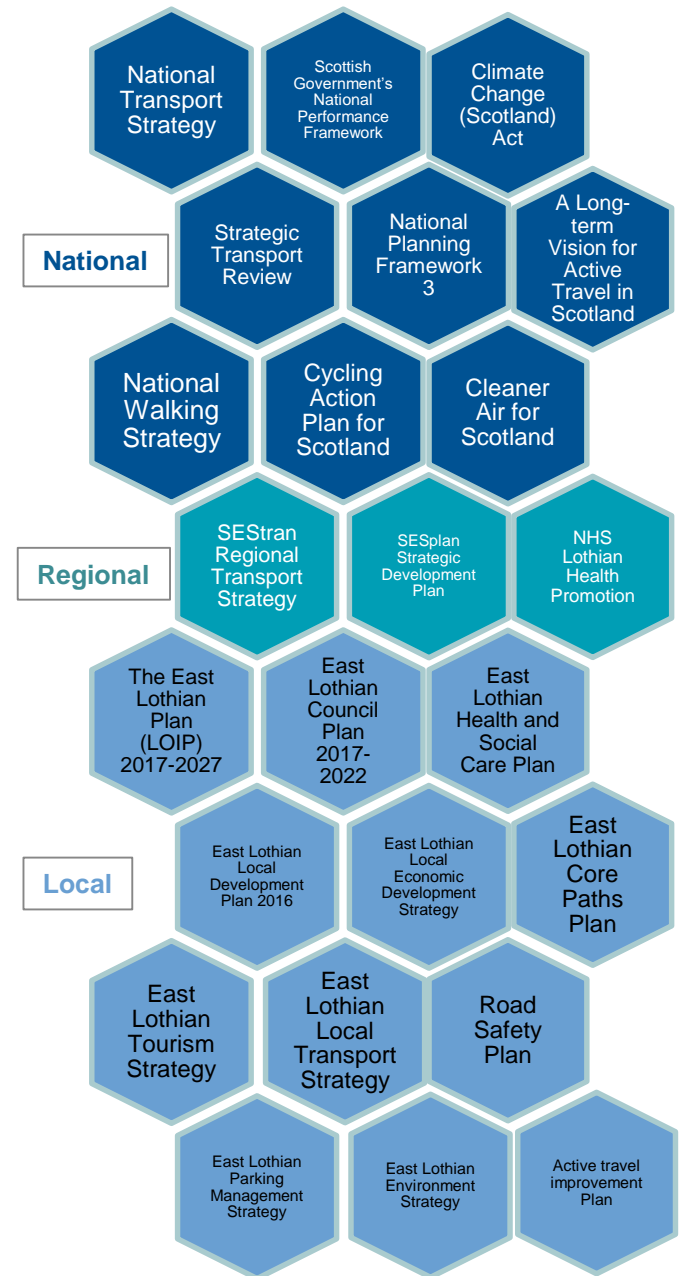 National
Transport
Strategy
Scottish
Government's
National
Performance
Framework
Climate
Change
(Scotland)
Act
National
Strategic
Transport
Review
National
Planning
Framework
3
A Long-
term
Vision for
Active
Travel in
Scotland
National
Walking
Strategy
Cycling
Action
Plan for
Scotland
Cleaner
Air for
Scotland
Regional
SEStran
Regional
Transport
Strategy
SESplan
Strategic
Development
Plan
NHS
Lothian
Health
Promotion
The East
Lothian
Plan
(LOIP)
2017-2027
East
Lothian
Council
Plan
2017-
2022
East
Lothian
Health and
Social
Care Plan
Local
East Lothian
Local
Development
Plan 2016
East Lothian
Local
Economic
Development
Strategy
East
Lothian
Core
Paths
Plan
East
Lothian
Tourism
Strategy
East
Lothian
Local
Transport
Strategy
Road
Safety
Plan
East Lothian
Parking
Management
Strategy
East Lothian
Environment
Strategy
Active travel
improvement
Plan